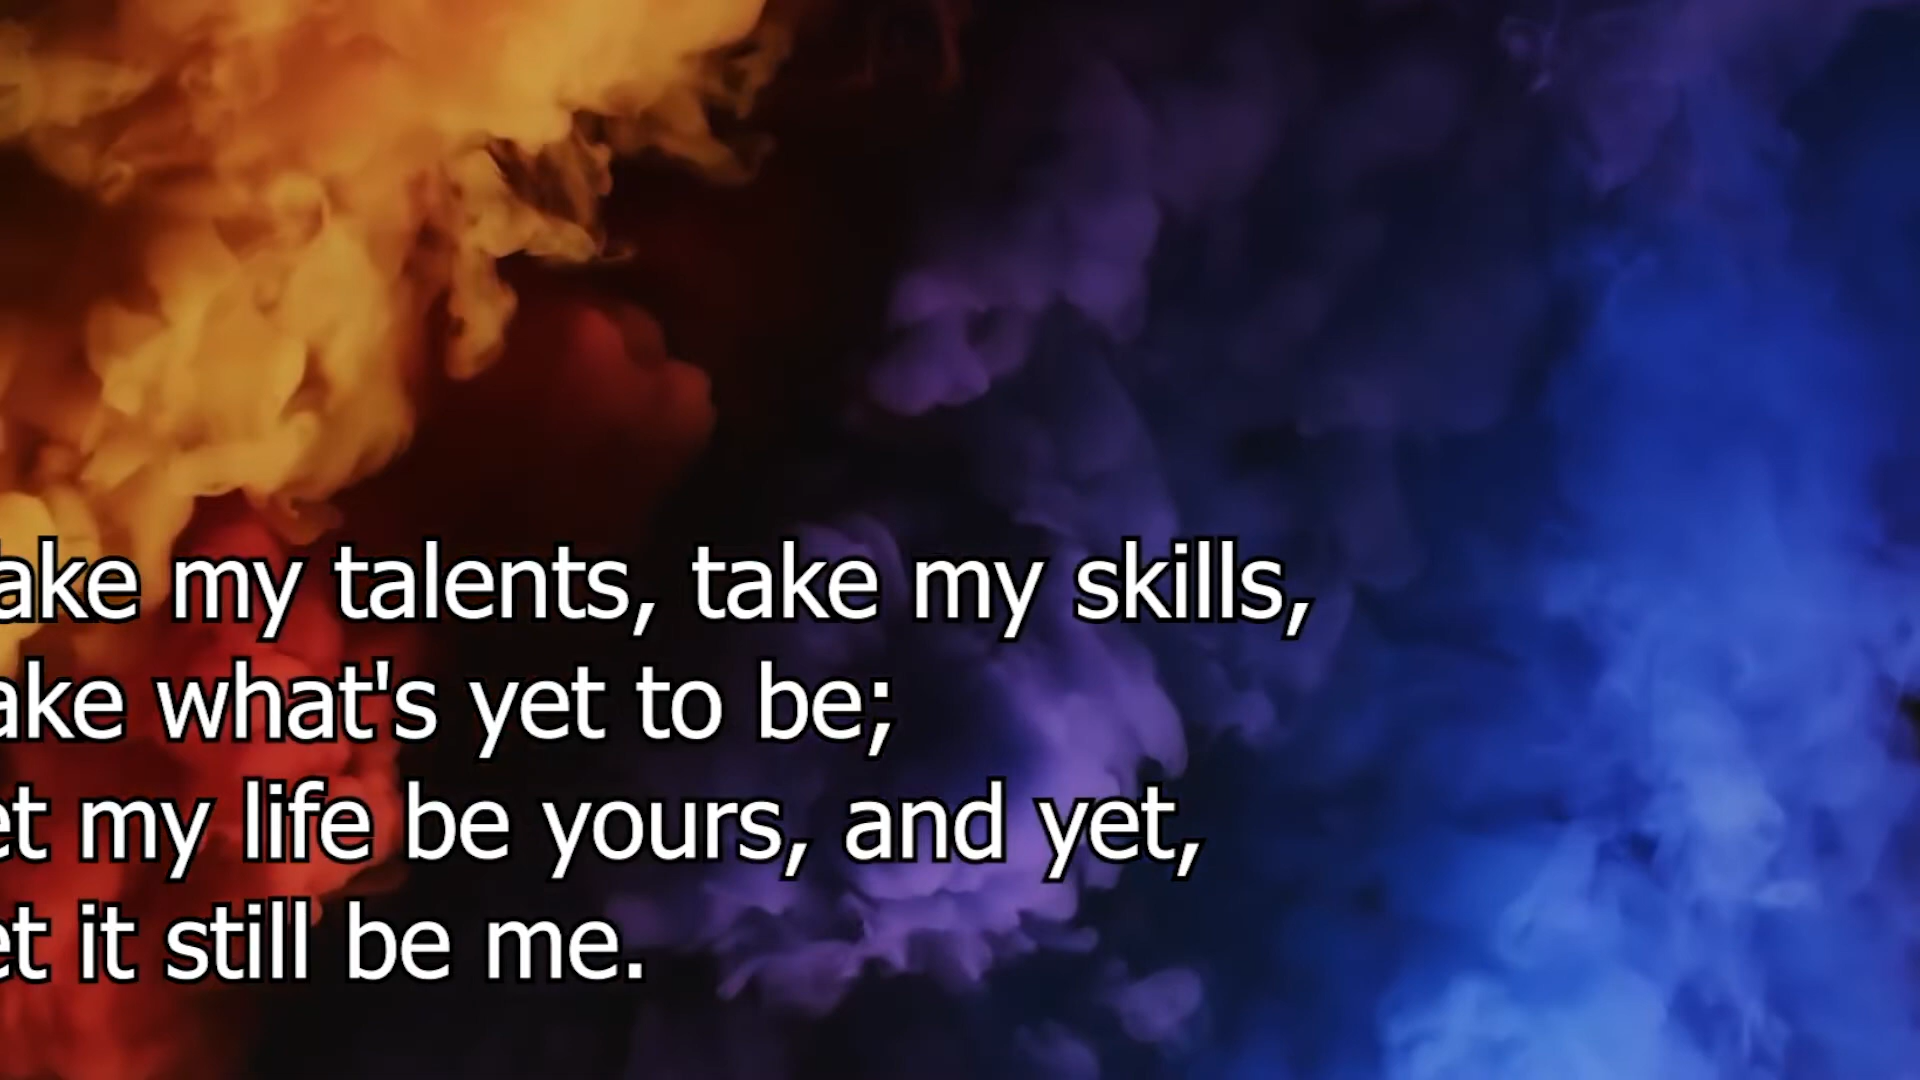 ake my talents, take my skills,
ake what's yet to be;
et my life be yours, and yet,
et it still be me.